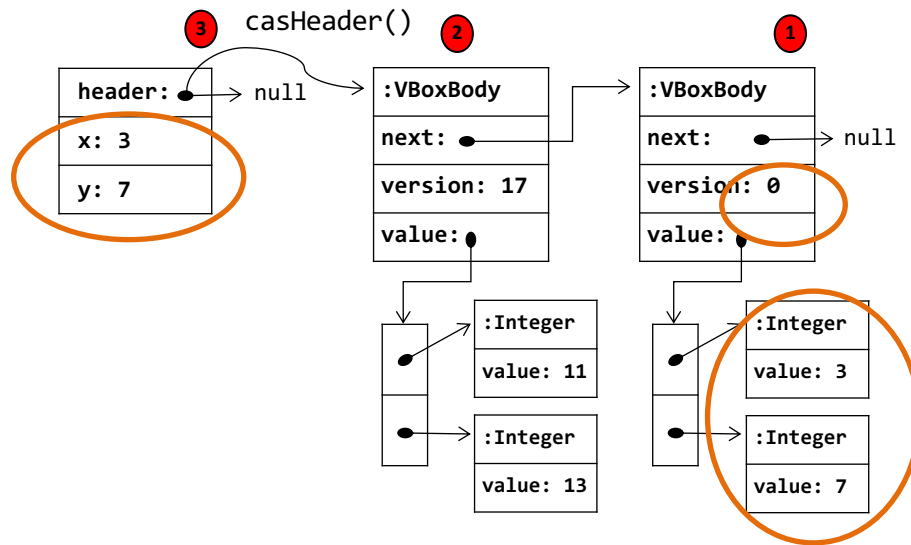 3
casHeader()
2
1
header:
null
x: 3
y: 7
:VBoxBody
next:
version: 17
value:
:Integer
value: 11
:Integer
value: 13
:VBoxBody
next:
null
version: 0
value:
:Integer
value: 3
:Integer
value: 7